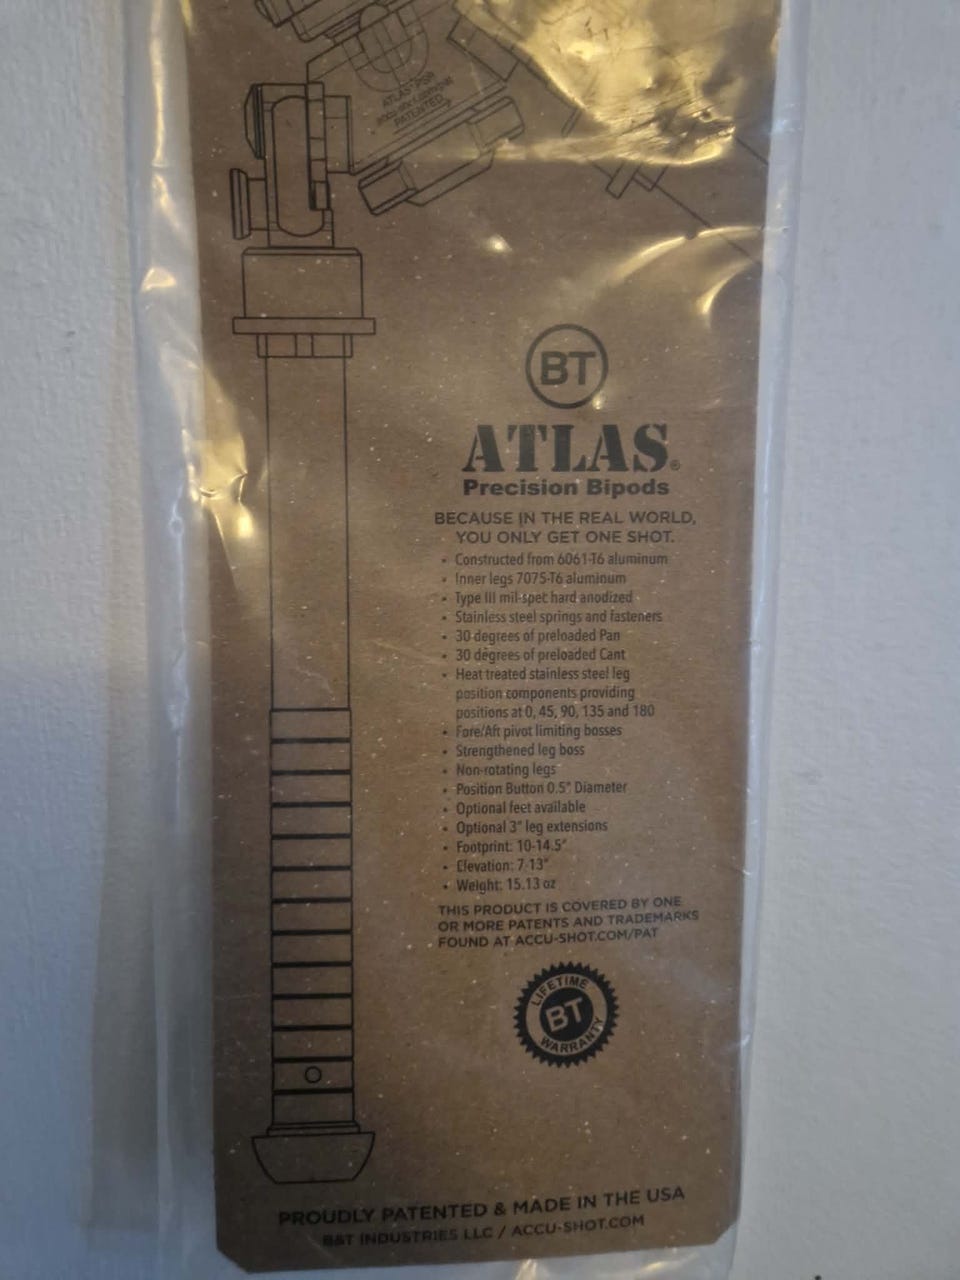 ATLAS PSR
accu-shot.com/pat
PATENTED
BT
ATLAS®
Precision Bipods
BECAUSE IN THE REAL WORLD,
YOU ONLY GET ONE SHOT.
• Constructed from 6061-T6 aluminum
• Inner legs 7075-T6 aluminum
• Type III mil-spec hard anodized
• Stainless steel springs and fasteners
• 30 degrees of preloaded Pan
• 30 degrees of preloaded Cant
• Heat treated stainless steel leg
position components providing
positions at 0, 45, 90, 135 and 180
• Fore/Aft pivot limiting bosses
• Strengthened leg boss
• Non-rotating legs
• Position Button 0.5" Diameter
• Optional feet available
• Optional 3" leg extensions
• Footprint: 10-14.5"
• Elevation: 7-13"
• Weight: 15.13 oz
THIS PRODUCT IS COVERED BY ONE
OR MORE PATENTS AND TRADEMARKS
FOUND AT ACCU-SHOT.COM/PAT
LIFETIME
BT
WARRANTY
PROUDLY PATENTED & MADE IN THE USA
B&T INDUSTRIES LLC / ACCU-SHOT.COM